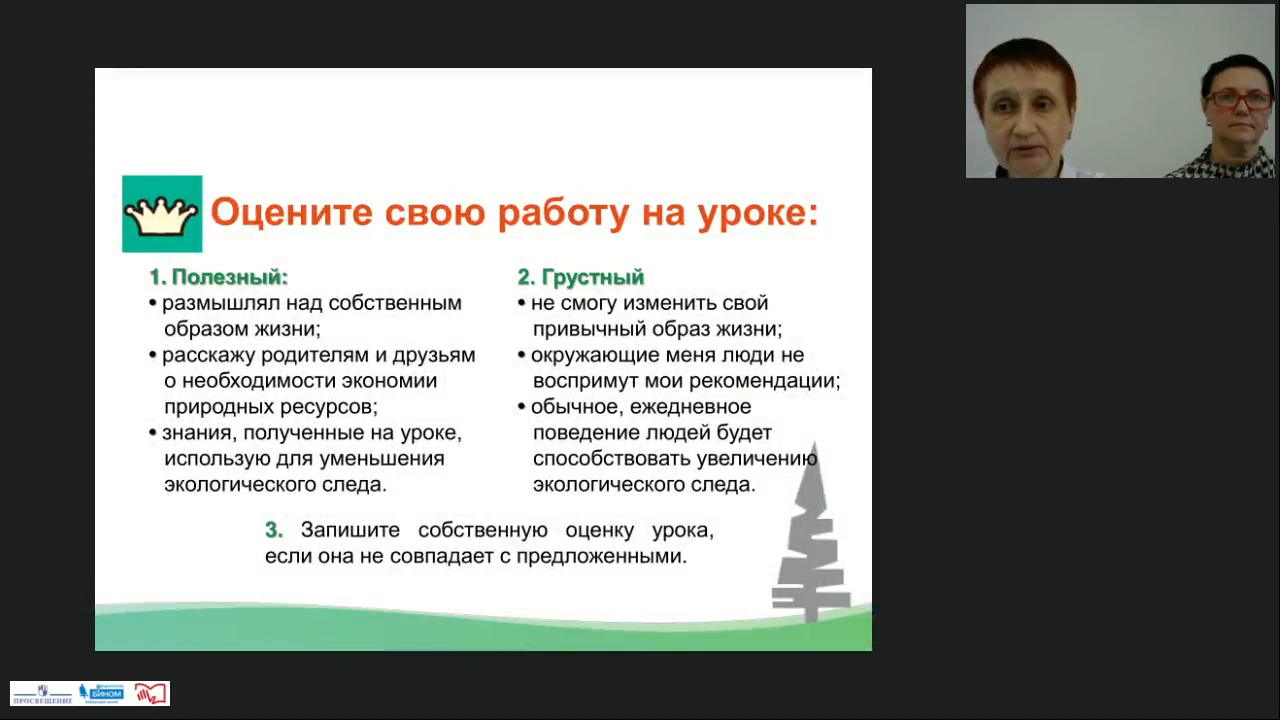 Оцените свою работу на уроке:
1. Полезный:
• размышлял над собственным
образом жизни;
• расскажу родителям и друзьям
о необходимости экономии
природных ресурсов;
• знания, полученные на уроке,
использую для уменьшения
экологического следа.
2. Грустный
• не смогу изменить свой
привычный образ жизни;
• окружающие меня люди не
воспримут мои рекомендации;
• обычное, ежедневное
поведение людей будет
способствовать увеличению
экологического следа.
3. Запишите собственную оценку урока,
если она не совпадает с предложенными.
ПРОСВЕЩЕНИЕ
БИНОМ